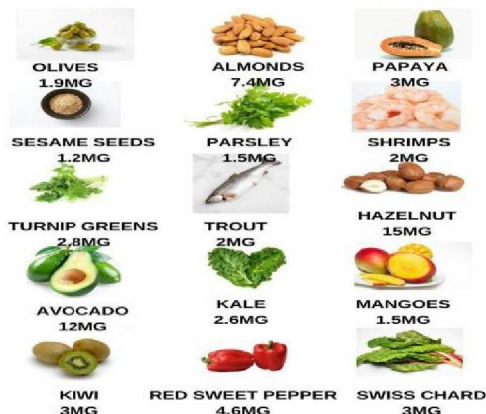 OLIVES
1.9MG
ALMONDS
7.4MG
PAPAYA
3MG
SESAME SEEDS
1.2MG
PARSLEY
1.5MG
SHRIMPS
2MG
TURNIP GREENS
2,8MG
TROUT
2MG
HAZELNUT
15MG
AVOCADO
12MG
KALE
2.6MG
MANGOES
1.5MG
KIWI
3MG
RED SWEET PEPPER
4.6MG
SWISS CHARD
3MG